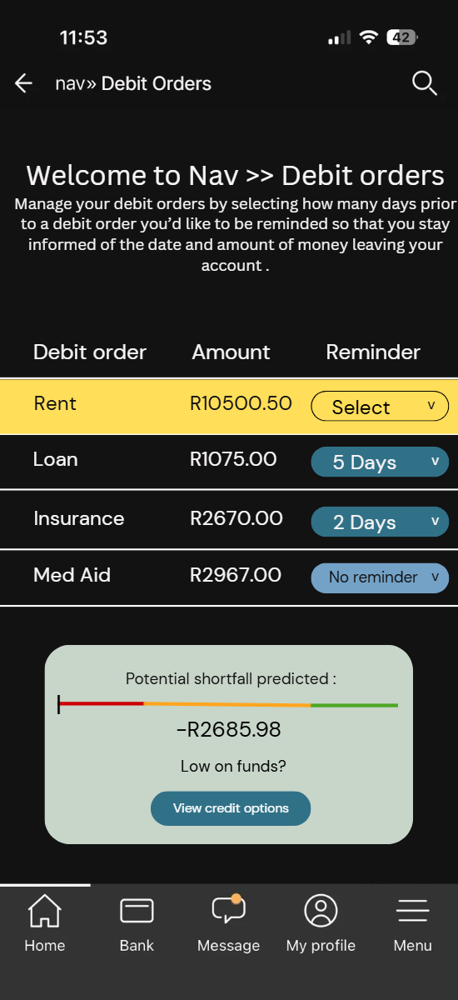 11:53
42
nav» Debit Orders
Welcome to Nav >> Debit orders
Manage your debit orders by selecting how many days prior
to a debit order you’d like to be reminded so that you stay
informed of the date and amount of money leaving your
account .
Debit order Amount Reminder
Rent R10500.50 Select v
Loan R1075.00 5 Days v
Insurance R2670.00 2 Days v
Med Aid R2967.00 No reminder v
Potential shortfall predicted :
-R2685.98
Low on funds?
View credit options
Home Bank Message My profile Menu